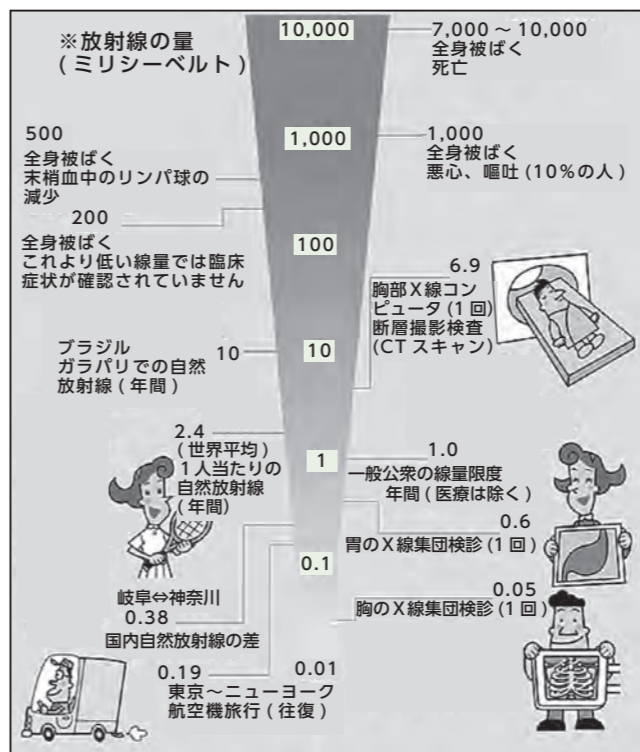 ※放射線の量
(ミリシーベルト)
10,000
7,000～10,000
全身被ばく
死亡
500
全身被ばく
末梢血中のリンパ球の
減少
1,000
1,000
全身被ばく
悪心、嘔吐(10%の人)
200
全身被ばく
これより低い線量では臨床
症状が確認されていません
100
6.9
胸部X線コン
ピュータ(1回)
断層撮影検査
(CTスキャン)
ブラジル
ガラパリでの自然
放射線(年間)
10
10
2.4
(世界平均)
1人当たりの
自然放射線
(年間)
1
1.0
一般公衆の線量限度
年間(医療は除く)
0.6
胃のX線集団検診(1回)
0.1
岐阜⇔神奈川
0.38
国内自然放射線の差
0.05
胸のX線集団検診(1回)
0.19
東京～ニューヨーク
航空機旅行(往復)
0.01